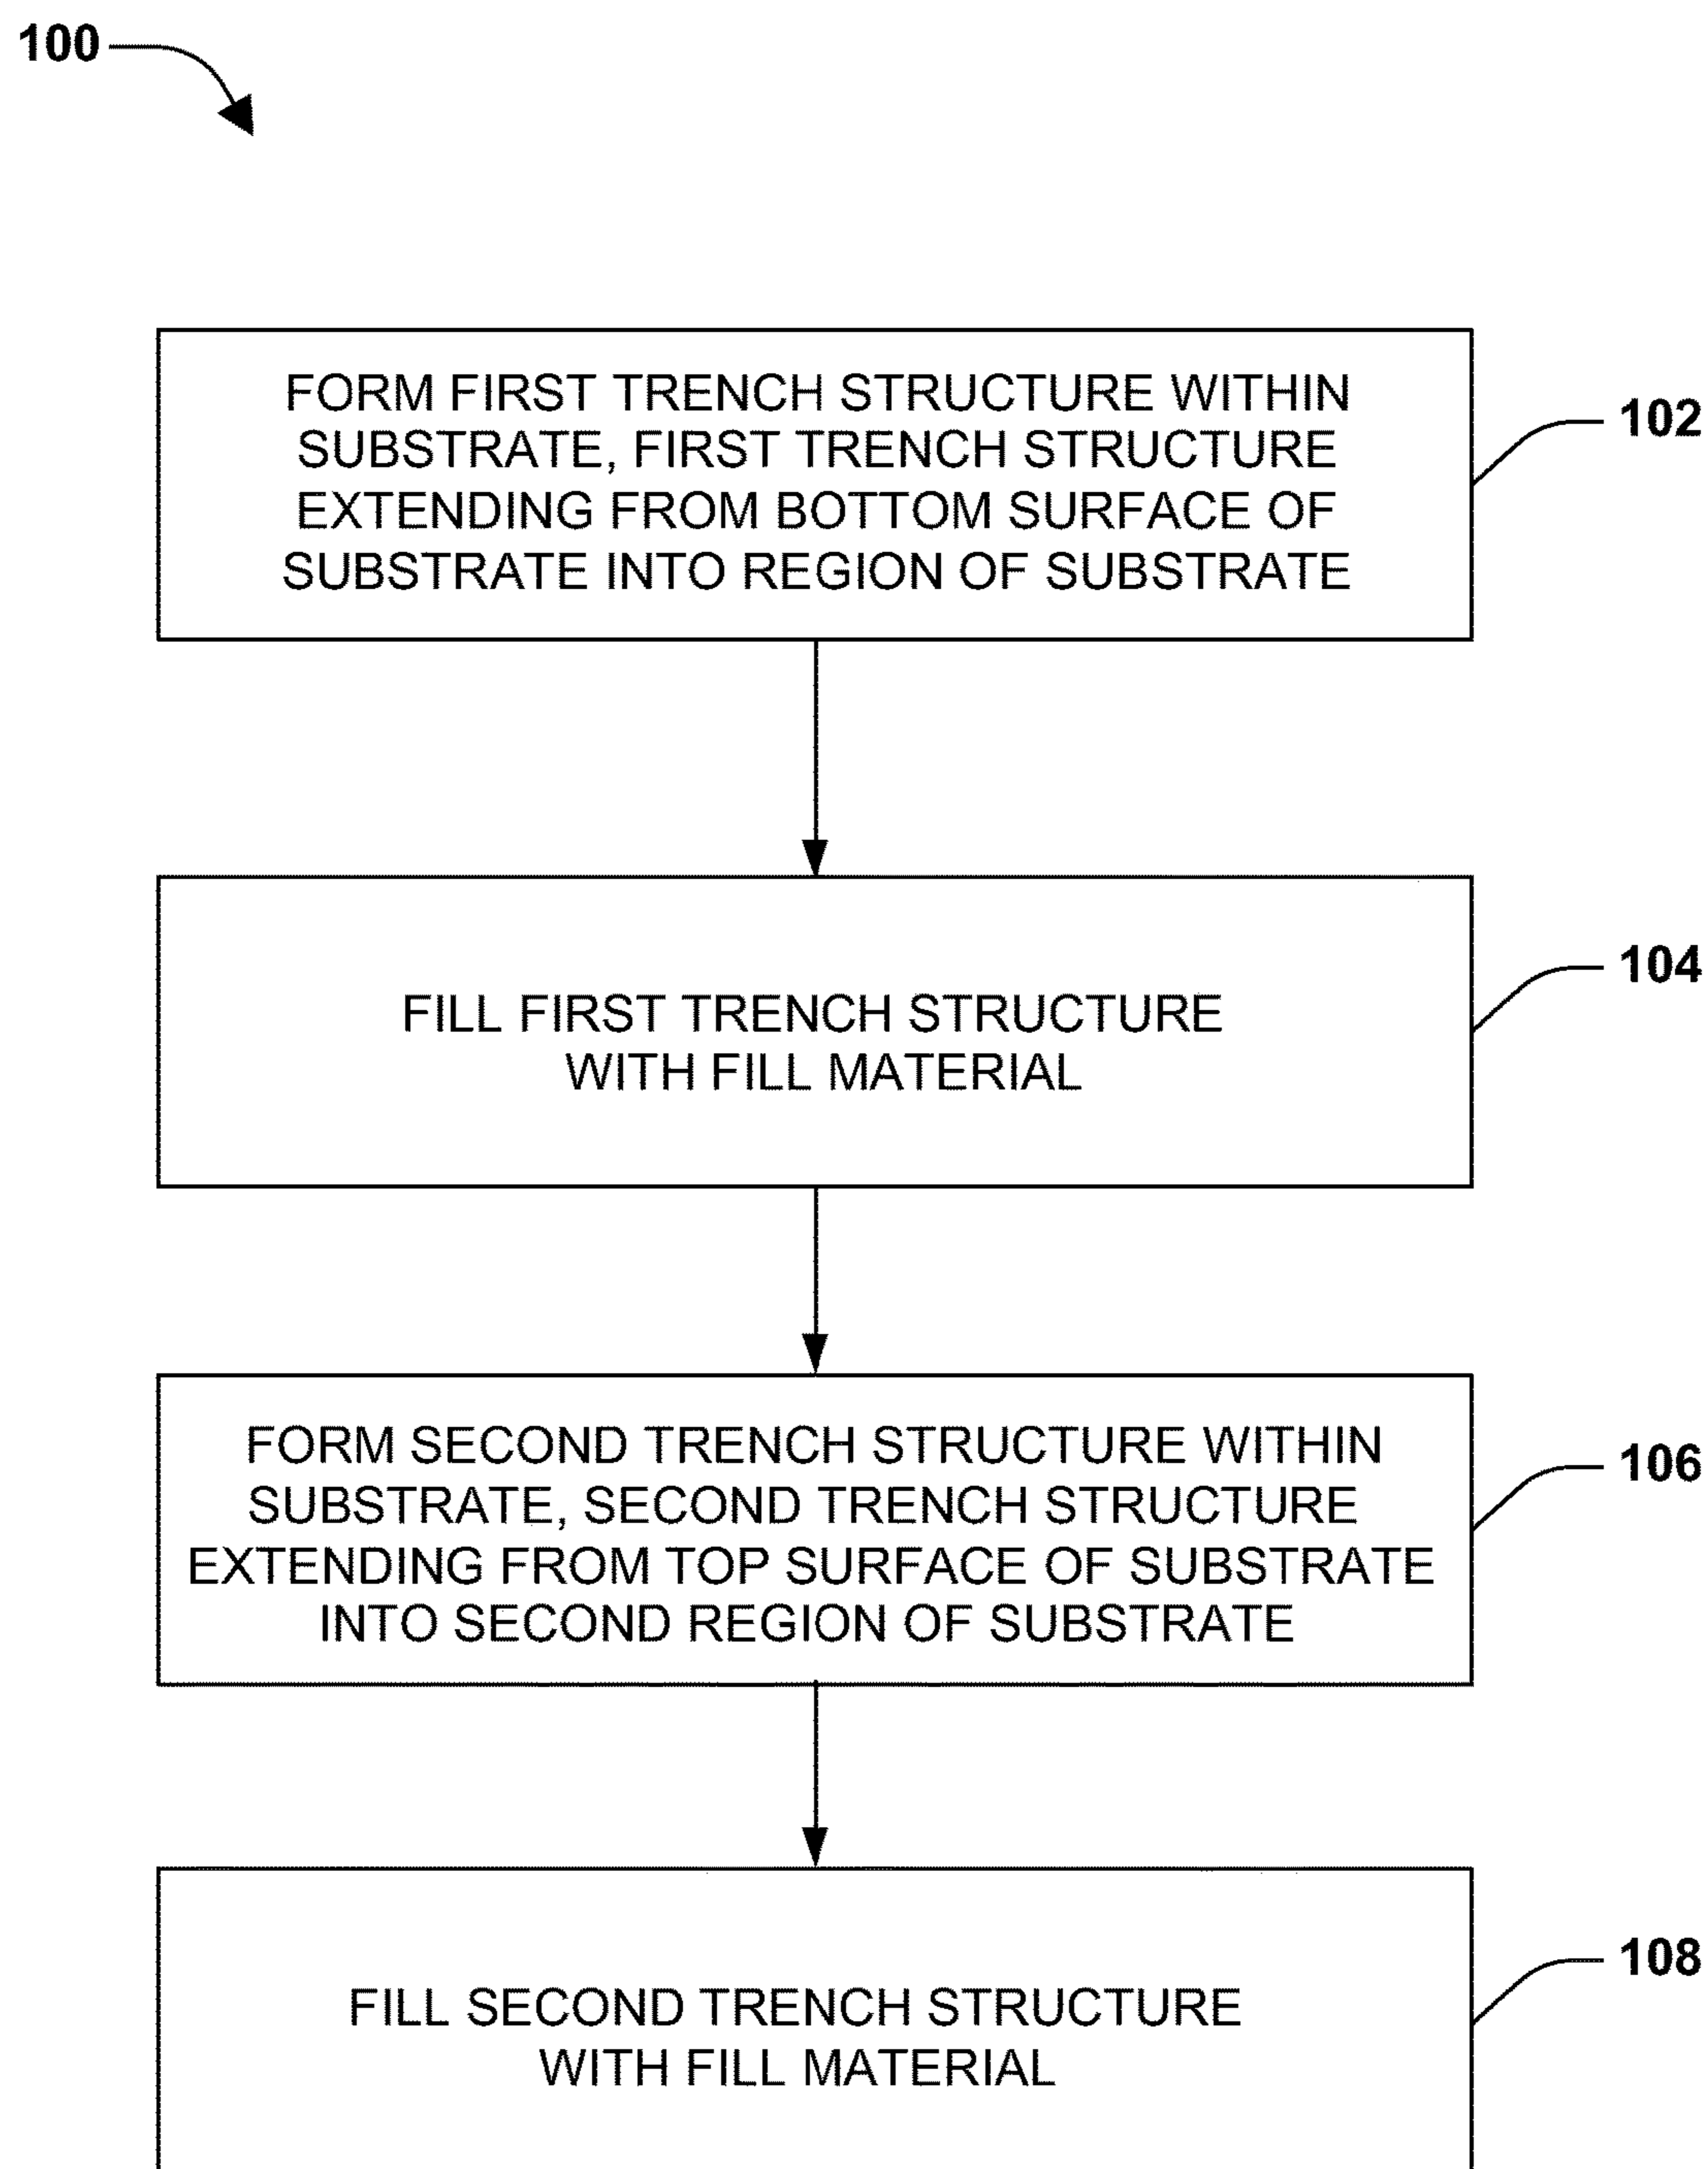 100
FORM FIRST TRENCH STRUCTURE WITHIN
SUBSTRATE, FIRST TRENCH STRUCTURE
EXTENDING FROM BOTTOM SURFACE OF
SUBSTRATE INTO REGION OF SUBSTRATE
102
FILL FIRST TRENCH STRUCTURE
WITH FILL MATERIAL
104
FORM SECOND TRENCH STRUCTURE WITHIN
SUBSTRATE, SECOND TRENCH STRUCTURE
EXTENDING FROM TOP SURFACE OF SUBSTRATE
INTO SECOND REGION OF SUBSTRATE
106
FILL SECOND TRENCH STRUCTURE
WITH FILL MATERIAL
108